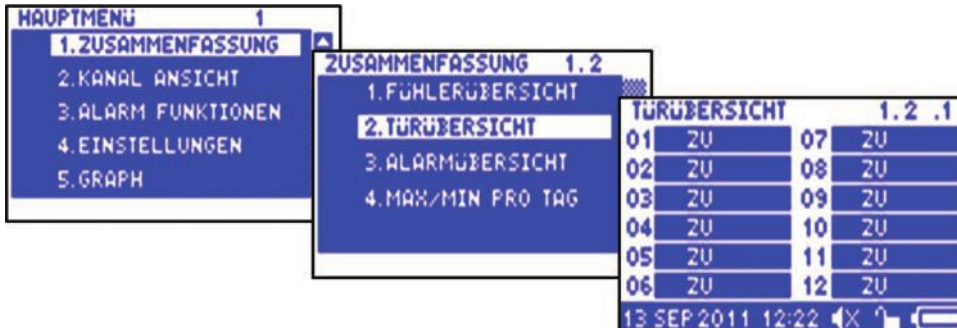 HAUPTMENÜ 1
1.ZUSAMMENFASSUNG
2.KANAL ANSICHT
3.ALARM FUNKTIONEN
4.EINSTELLUNGEN
5.GRAPH
ZUSAMMENFASSUNG 1.2
1.FÜHLERÜBERSICHT
2.TÜRÜBERSICHT
3.ALARMÜBERSICHT
4.MAX/MIN PRO TAG
TÜRÜBERSICHT 1.2 .1
01 ZU 07 ZU
02 ZU 08 ZU
03 ZU 09 ZU
04 ZU 10 ZU
05 ZU 11 ZU
06 ZU 12 ZU
13 SEP 2011 12:22